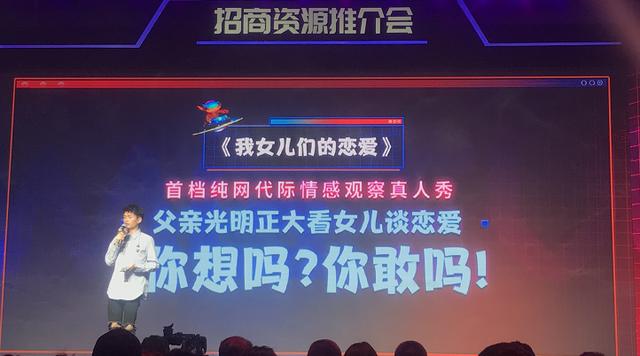 招商资源推介会
《我女儿们的恋爱》
首档纯网代际情感观察真人秀
父亲光明正大看女儿谈恋爱
你想吗?你敢吗!